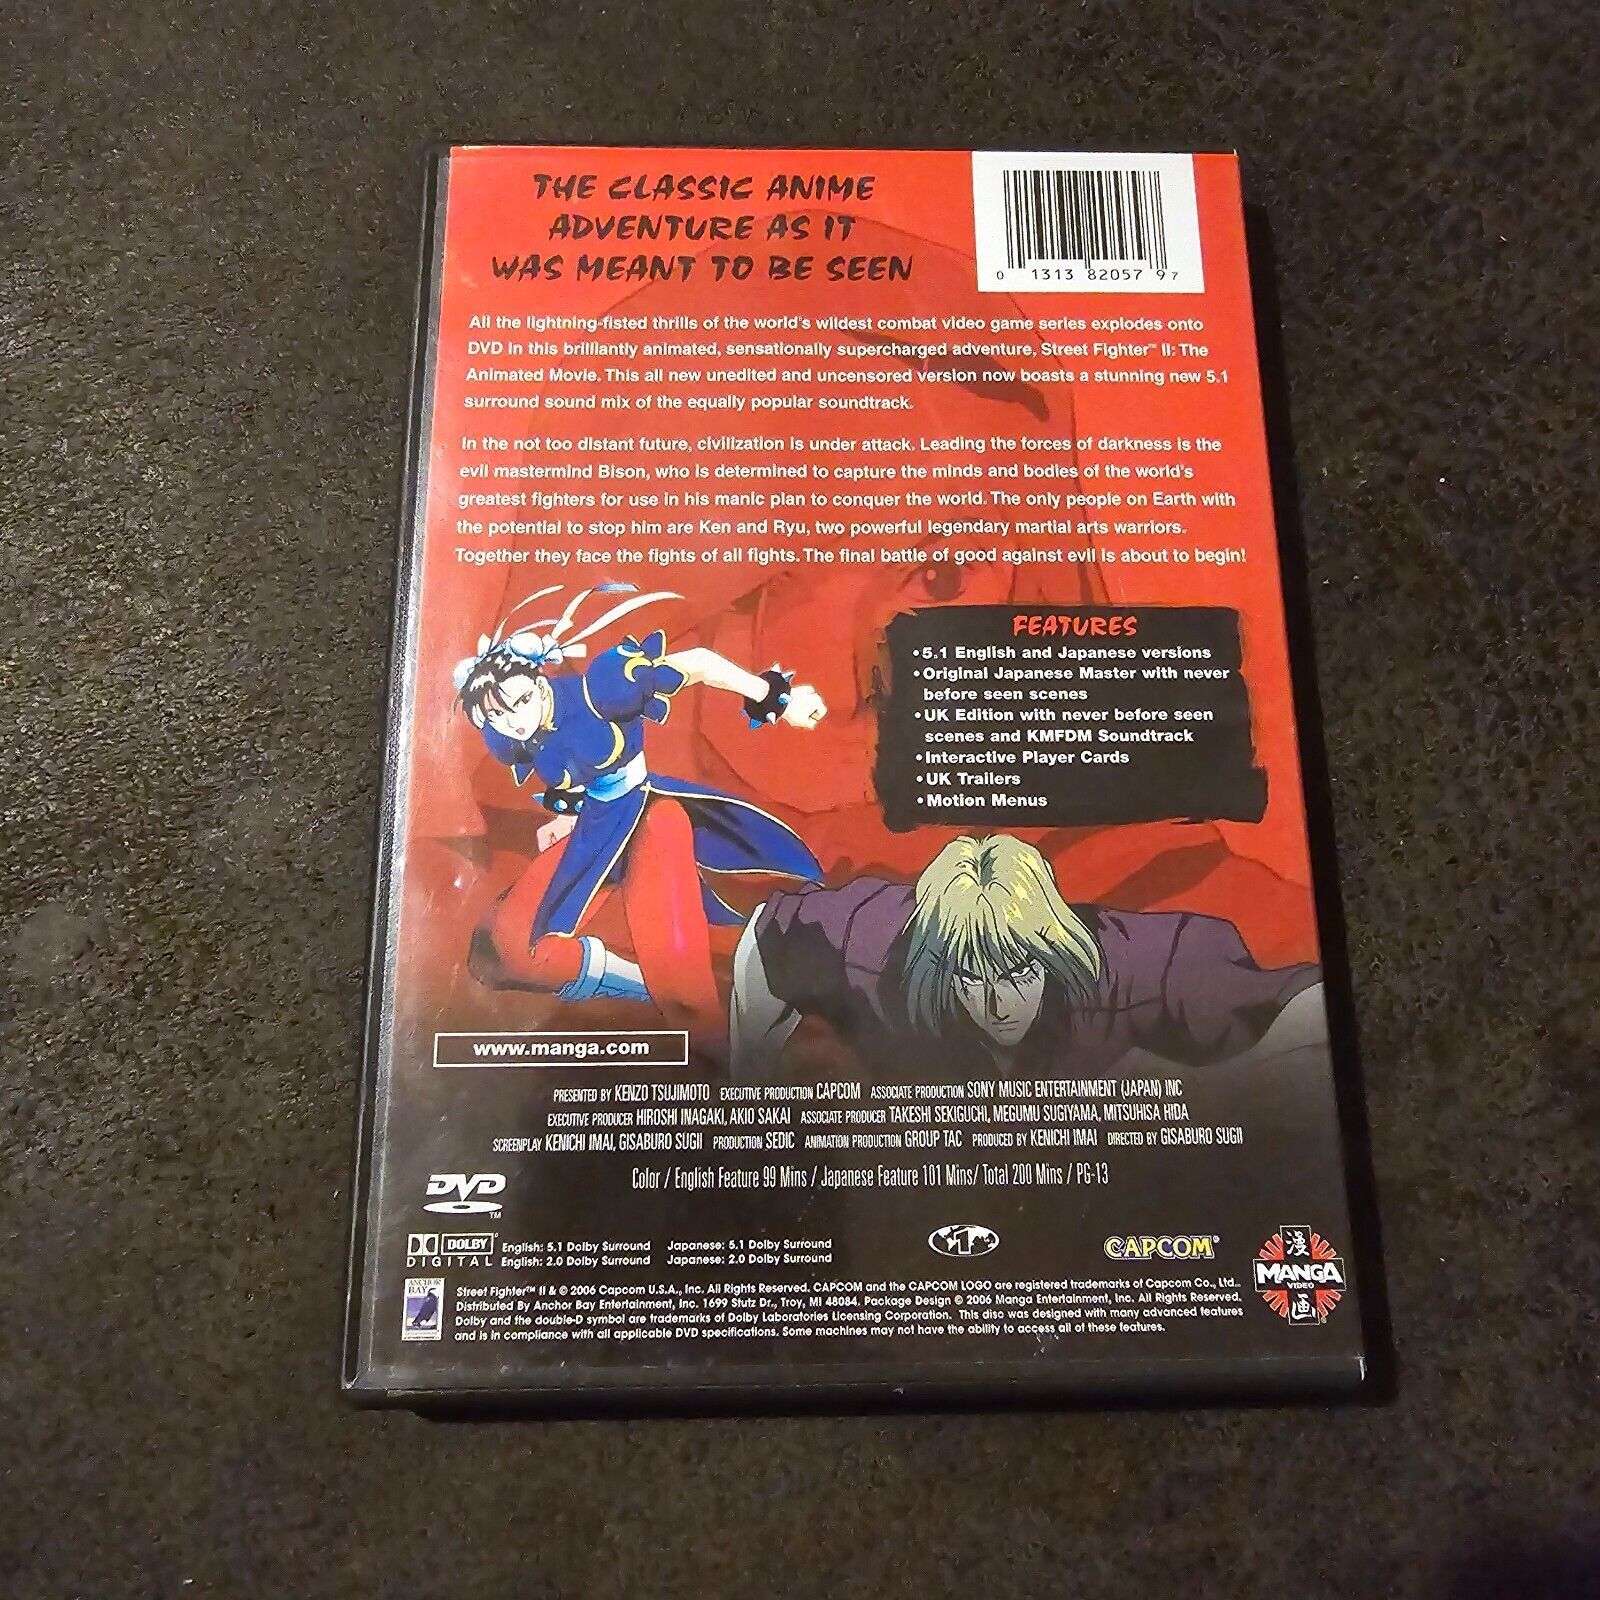 THE CLASSIC ANIME
ADVENTURE AS IT
WAS MEANT TO BE SEEN
0 1313 82057 9 7
All the lightning-fisted thrills of the world's wildest combat video game series explodes onto
DVD in this brilliantly animated, sensationally supercharged adventure, Street Fighter™ II: The
Animated Movie. This all new unedited and uncensored version now boasts a stunning new 5.1
surround sound mix of the equally popular soundtrack.
In the not too distant future, civilization is under attack. Leading the forces of darkness is the
evil mastermind Bison, who is determined to capture the minds and bodies of the world's
greatest fighters for use in his manic plan to conquer the world. The only people on Earth with
the potential to stop him are Ken and Ryu, two powerful legendary martial arts warriors.
Together they face the fights of all fights. The final battle of good against evil is about to begin!
FEATURES
•5.1 English and Japanese versions
•Original Japanese Master with never
before seen scenes
•UK Edition with never before seen
scenes and KMFDM Soundtrack
•Interactive Player Cards
•UK Trailers
•Motion Menus
www.manga.com
PRESENTED BY KENZO TSUJIMOTO EXECUTIVE PRODUCTION CAPCOM ASSOCIATE PRODUCTION SONY MUSIC ENTERTAINMENT (JAPAN) INC
EXECUTIVE PRODUCER HIROSHI INAGAKI, AKIO SAKAI ASSOCIATE PRODUCER TAKESHI SEKIGUCHI, MEGUMU SUGIYAMA, MITSUHISA HIDA
SCREENPLAY KENICHI IMAI, GISABURO SUGII PRODUCTION SEDIC ANIMATION PRODUCTION GROUP TAC PRODUCED BY KENICHI IMAI DIRECTED BY GISABURO SUGII
Color / English Feature 99 Mins / Japanese Feature 101 Mins/ Total 200 Mins / PG-13
DVD™
DOLBY
DIGITAL
English: 5.1 Dolby Surround Japanese: 5.1 Dolby Surround
English: 2.0 Dolby Surround Japanese: 2.0 Dolby Surround
1
CAPCOM®
漫
MANGA
VIDEO
画
ANCHOR
BAY
Street Fighter™ II & © 2006 Capcom U.S.A., Inc. All Rights Reserved. CAPCOM and the CAPCOM LOGO are registered trademarks of Capcom Co., Ltd..
Distributed By Anchor Bay Entertainment, Inc. 1699 Stutz Dr., Troy, MI 48084. Package Design © 2006 Manga Entertainment, Inc. All Rights Reserved.
Dolby and the double-D symbol are trademarks of Dolby Laboratories Licensing Corporation. This disc was designed with many advanced features
and is in compliance with all applicable DVD specifications. Some machines may not have the ability to access all of these features.